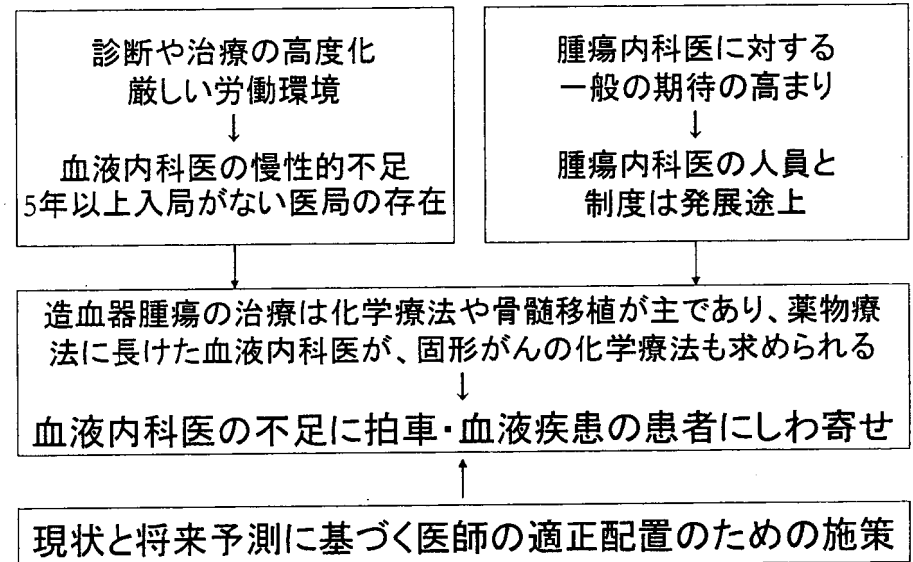 診断や治療の高度化
厳しい労働環境
↓
血液内科医の慢性的不足
5年以上入局がない医局の存在
腫瘍内科医に対する
一般の期待の高まり
↓
腫瘍内科医の人員と
制度は発展途上
造血器腫瘍の治療は化学療法や骨髄移植が主であり、薬物療
法に長けた血液内科医が、固形がんの化学療法も求められる
↓
血液内科医の不足に拍車・血液疾患の患者にしわ寄せ
現状と将来予測に基づく医師の適正配置のための施策